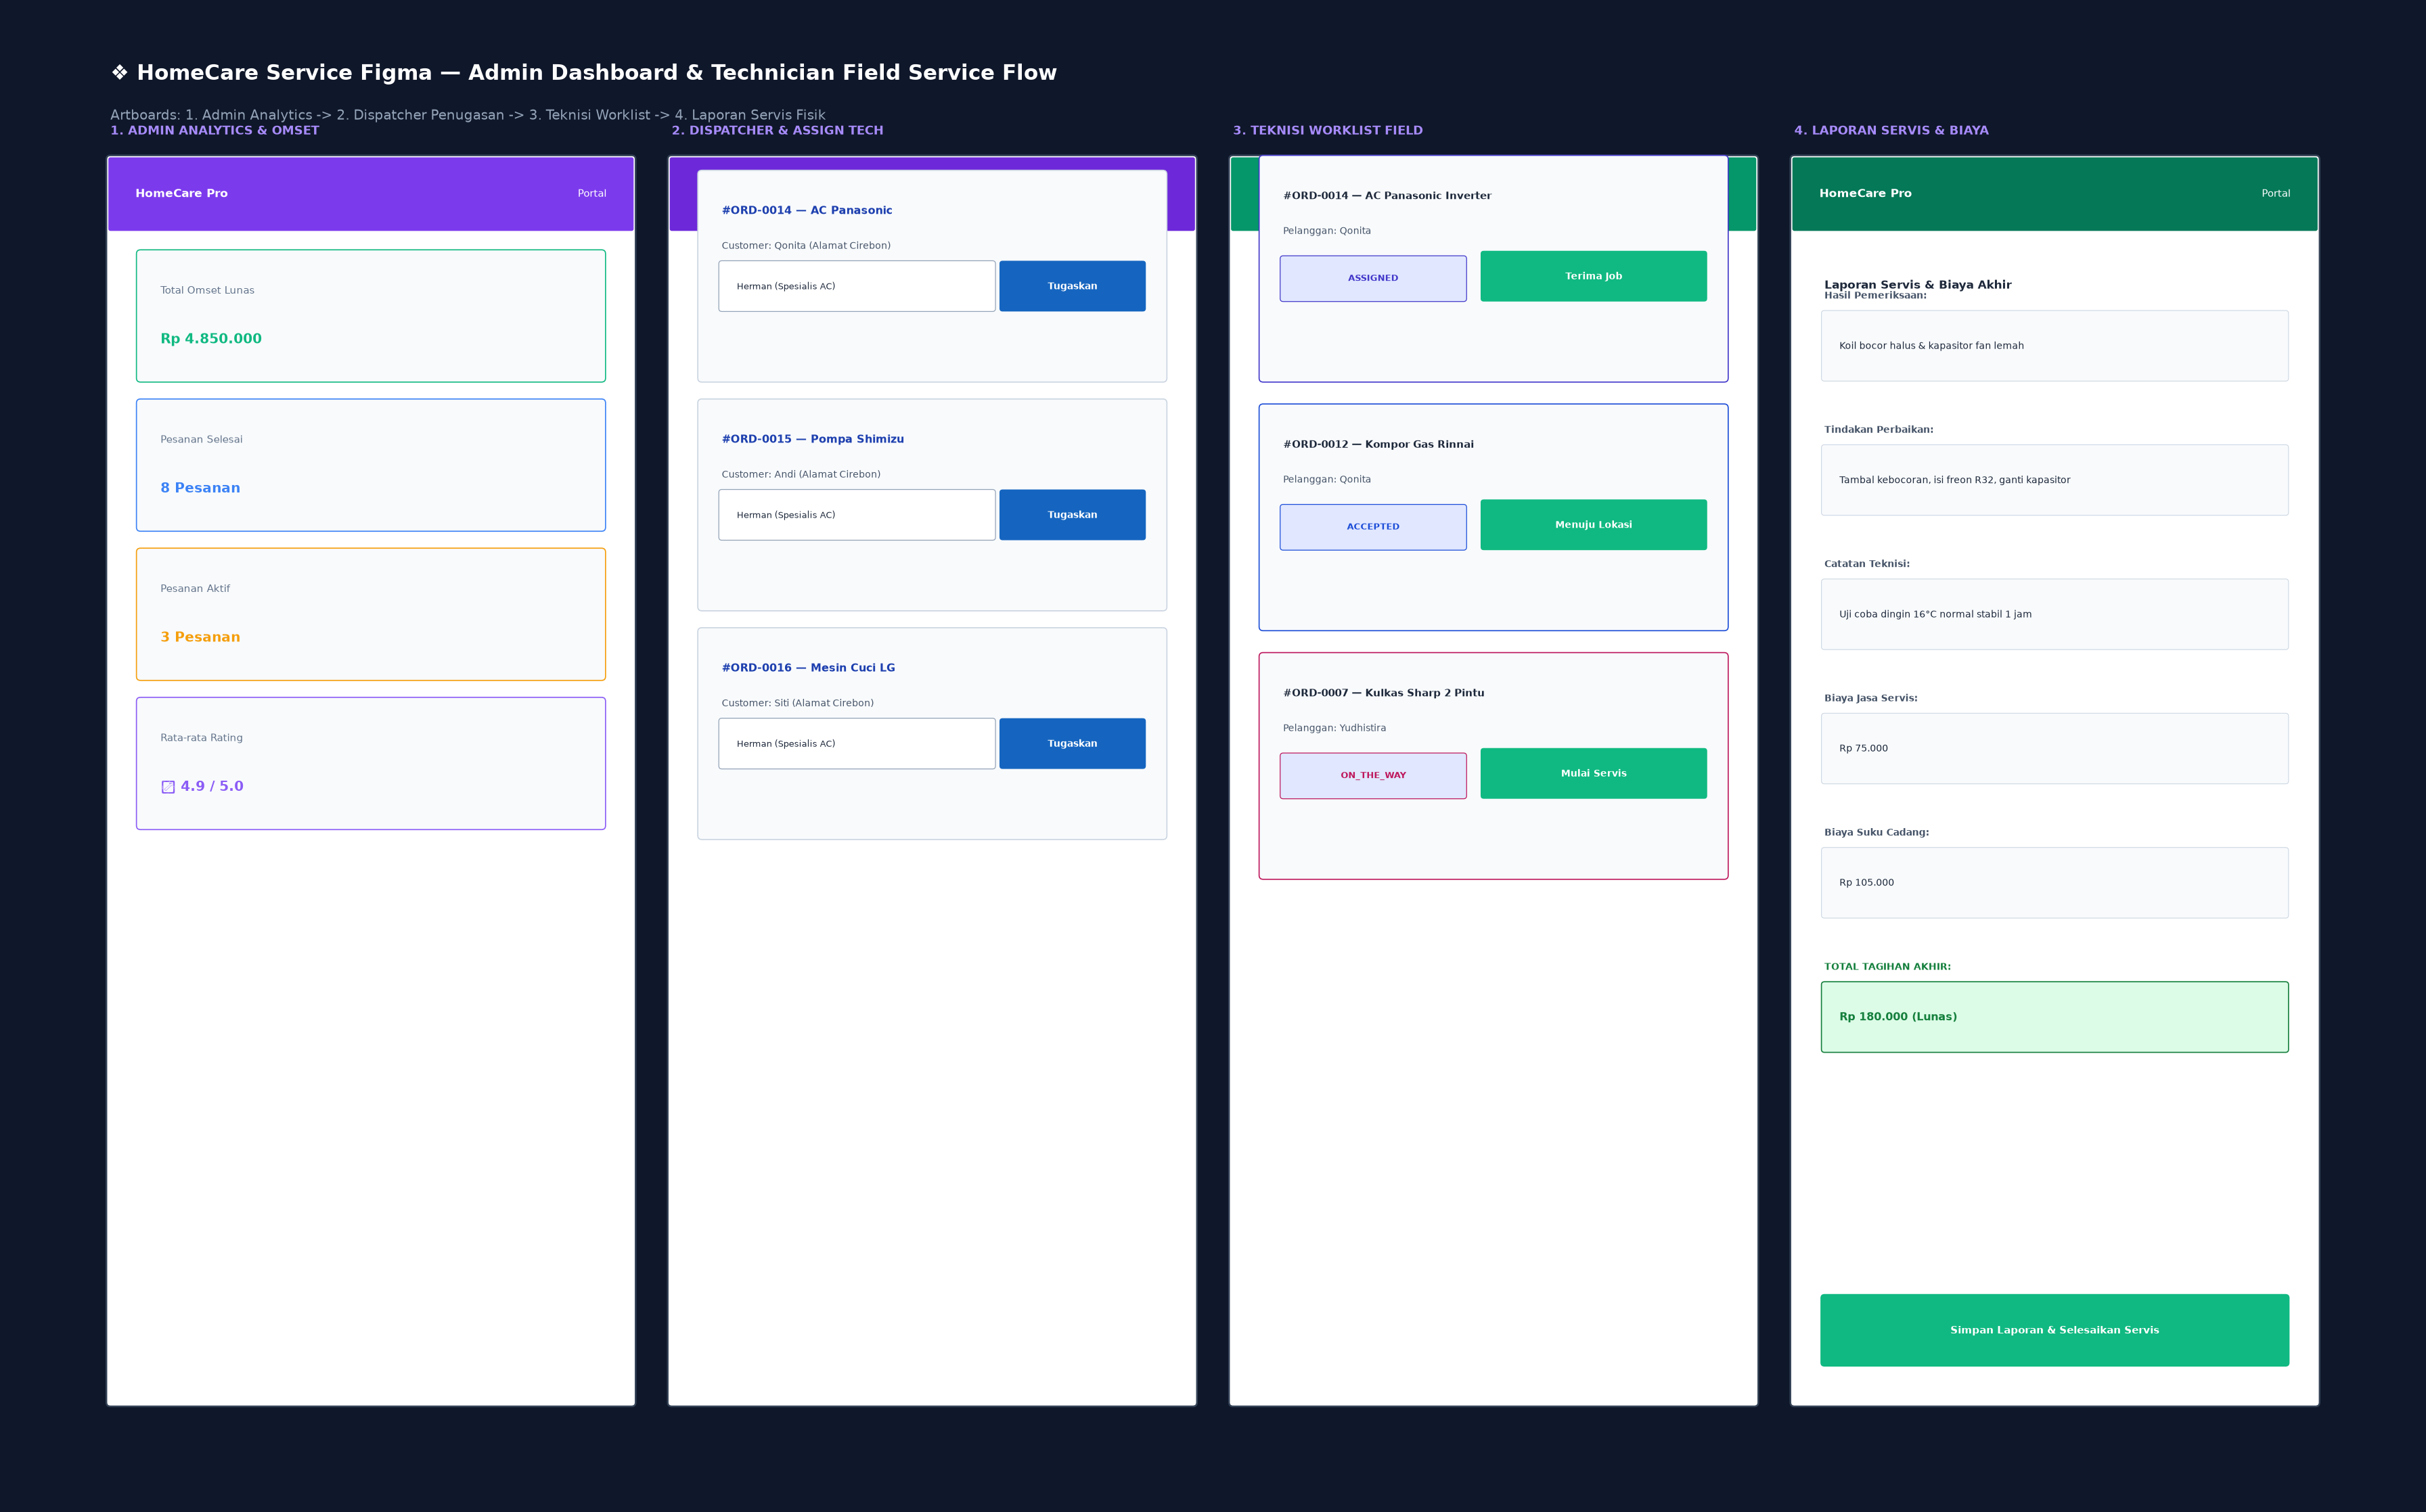 ❖ HomeCare Service Figma — Admin Dashboard & Technician Field Service Flow
Artboards: 1. Admin Analytics -> 2. Dispatcher Penugasan -> 3. Teknisi Worklist -> 4. Laporan Servis Fisik
1. ADMIN ANALYTICS & OMSET
HomeCare Pro
Portal
Total Omset Lunas
Rp 4.850.000
Pesanan Selesai
8 Pesanan
Pesanan Aktif
3 Pesanan
Rata-rata Rating
4.9 / 5.0
2. DISPATCHER & ASSIGN TECH
#ORD-0014 — AC Panasonic
Customer: Qonita (Alamat Cirebon)
Herman (Spesialis AC)
Tugaskan
#ORD-0015 — Pompa Shimizu
Customer: Andi (Alamat Cirebon)
Herman (Spesialis AC)
Tugaskan
#ORD-0016 — Mesin Cuci LG
Customer: Siti (Alamat Cirebon)
Herman (Spesialis AC)
Tugaskan
3. TEKNISI WORKLIST FIELD
#ORD-0014 — AC Panasonic Inverter
Pelanggan: Qonita
ASSIGNED
Terima Job
#ORD-0012 — Kompor Gas Rinnai
Pelanggan: Qonita
ACCEPTED
Menuju Lokasi
#ORD-0007 — Kulkas Sharp 2 Pintu
Pelanggan: Yudhistira
ON_THE_WAY
Mulai Servis
4. LAPORAN SERVIS & BIAYA
HomeCare Pro
Portal
Laporan Servis & Biaya Akhir
Hasil Pemeriksaan:
Koil bocor halus & kapasitor fan lemah
Tindakan Perbaikan:
Tambal kebocoran, isi freon R32, ganti kapasitor
Catatan Teknisi:
Uji coba dingin 16°C normal stabil 1 jam
Biaya Jasa Servis:
Rp 75.000
Biaya Suku Cadang:
Rp 105.000
TOTAL TAGIHAN AKHIR:
Rp 180.000 (Lunas)
Simpan Laporan & Selesaikan Servis